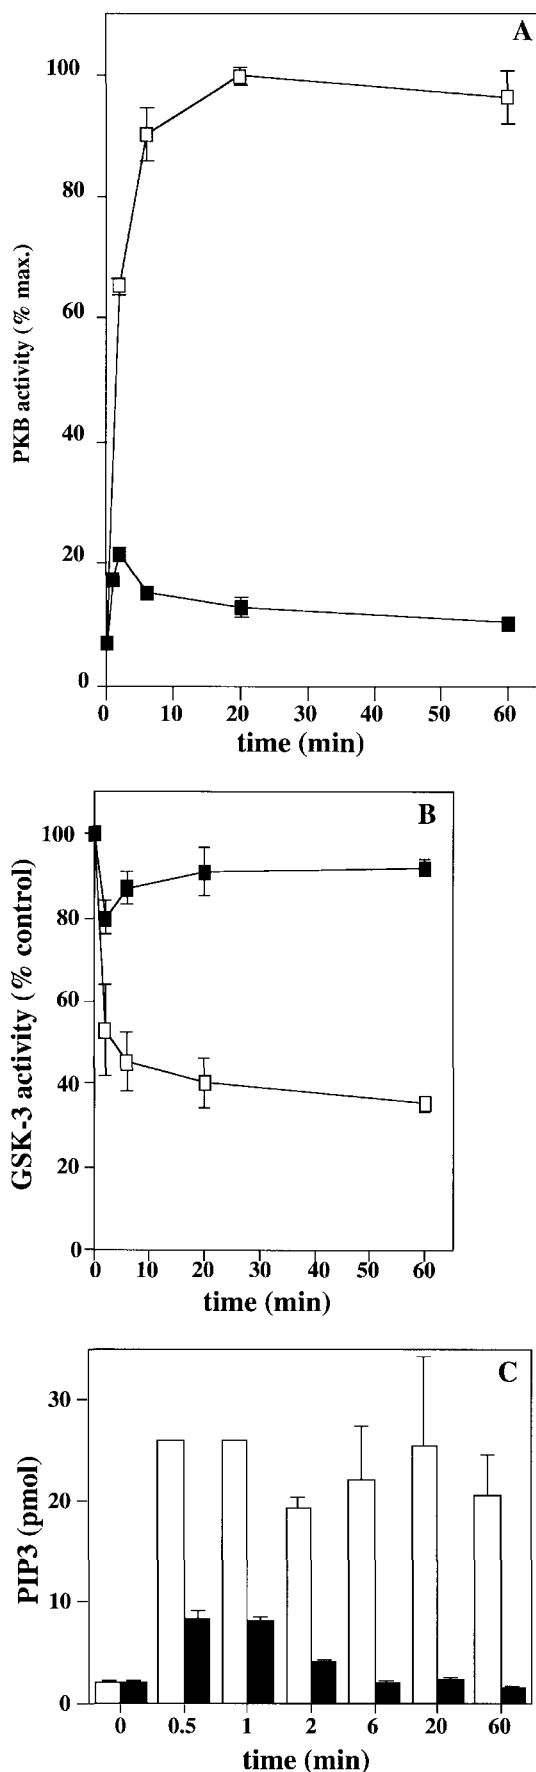 A
PKB activity (% max.)
100
80
60
40
20
0
0 10 20 30 40 50 60
time (min)
B
GSK-3 activity (% control)
100
80
60
40
20
0
0 10 20 30 40 50 60
time (min)
C
PIP3 (pmol)
30
20
10
0
0 0.5 1 2 6 20 60
time (min)